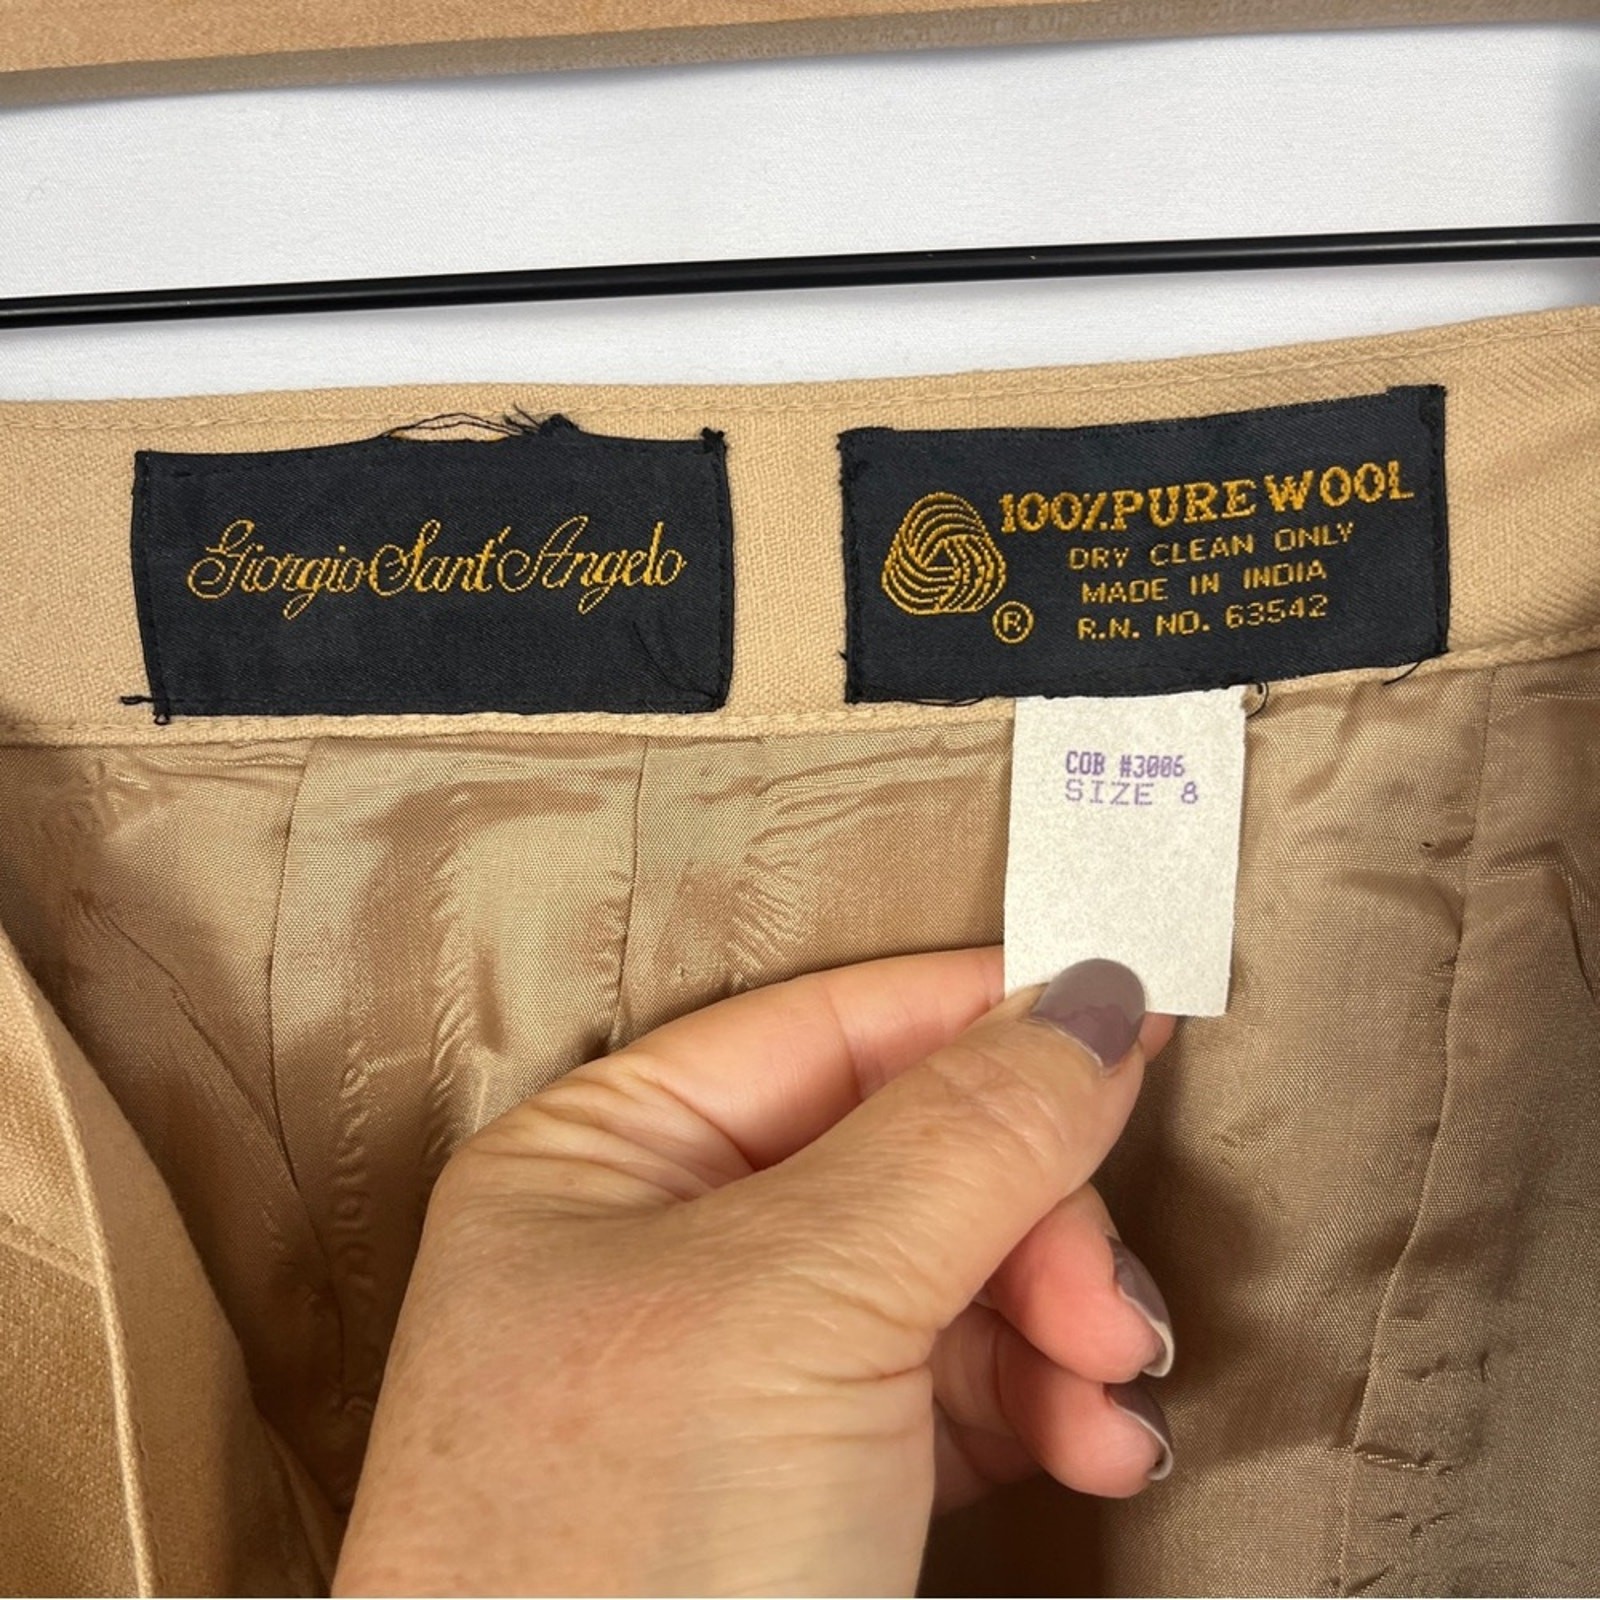 Giorgio Sant'Angelo
100% PURE WOOL
DRY CLEAN ONLY
MADE IN INDIA
R.N. NO. 63542
®
COB #3006
SIZE 8